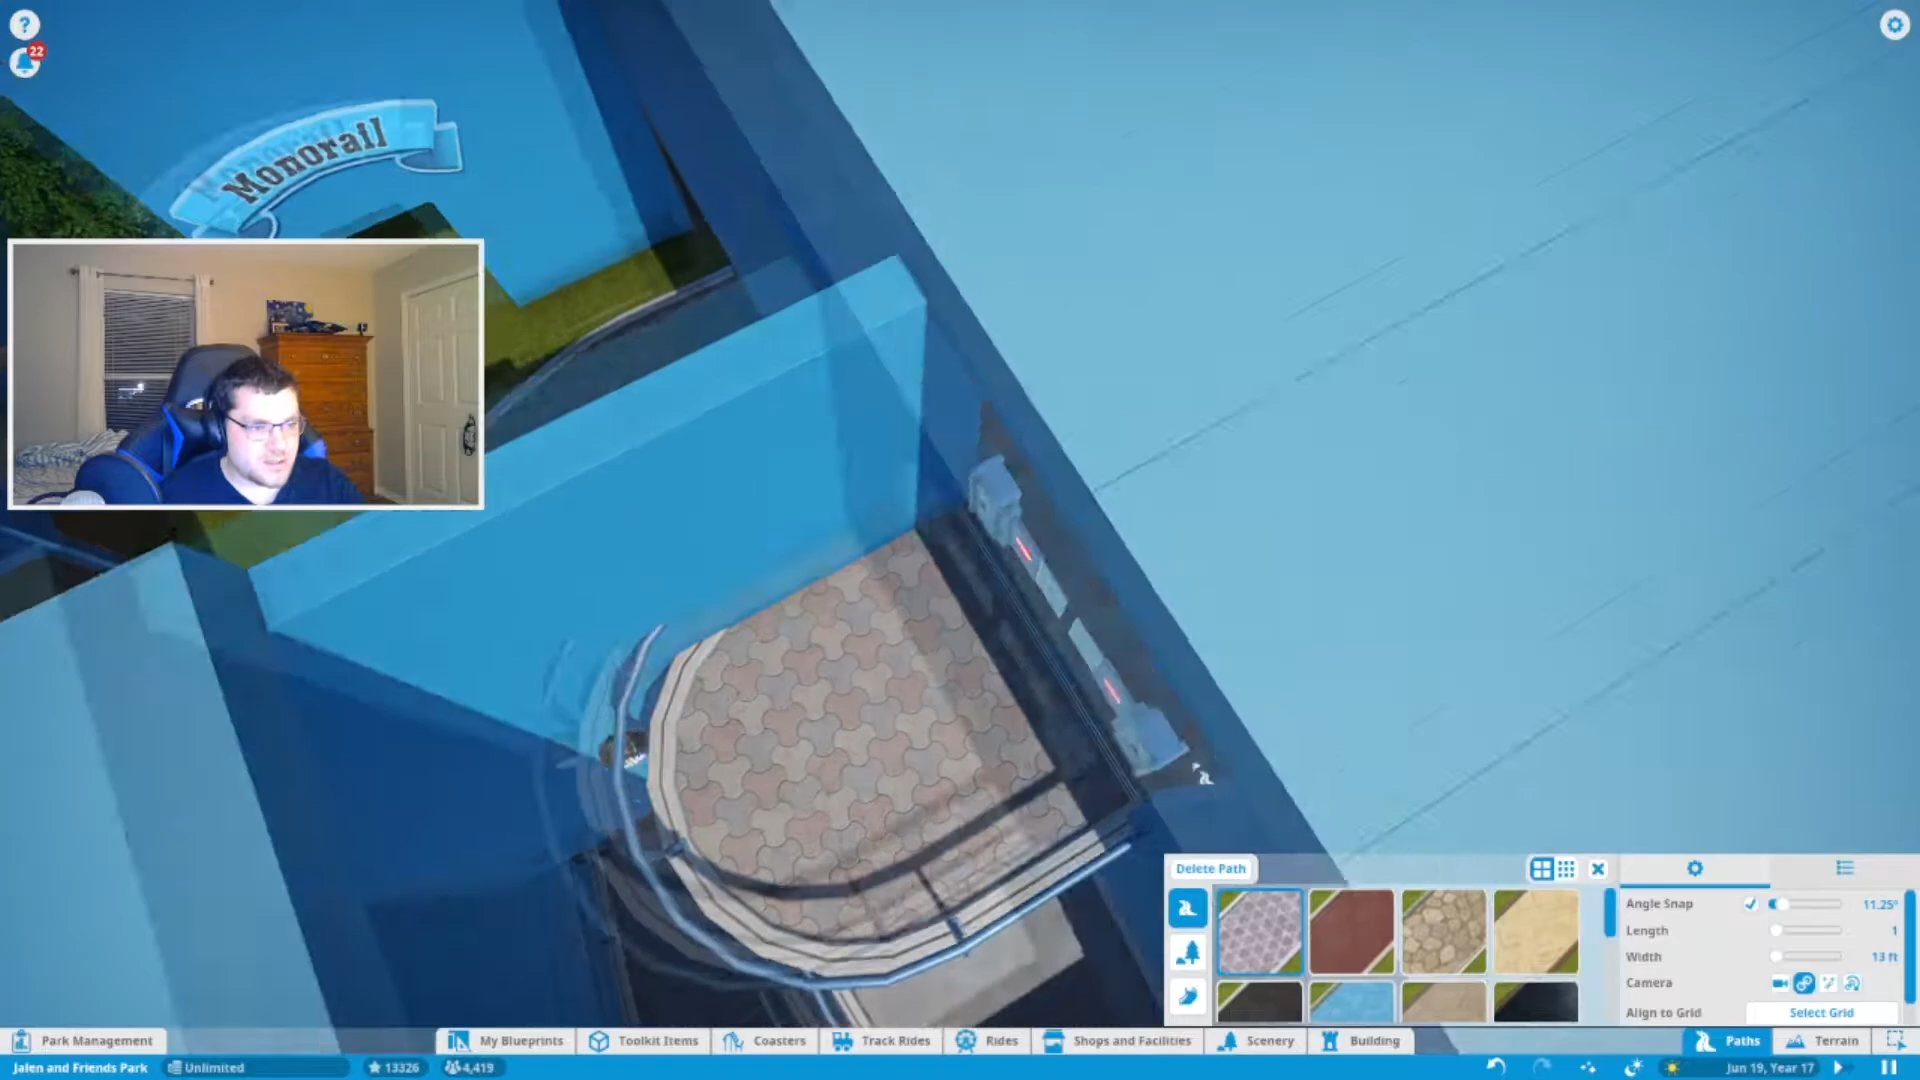 ?
22
Monorail
Delete Path
Angle Snap 11.25°
Length 1
Width 13 ft
Camera
Align to Grid Select Grid
Park Management My Blueprints Toolkit Items Coasters Track Rides Rides Shops and Facilities Scenery Building Paths Terrain
Jalen and Friends Park Unlimited 13326 4,419 Jun 19, Year 17